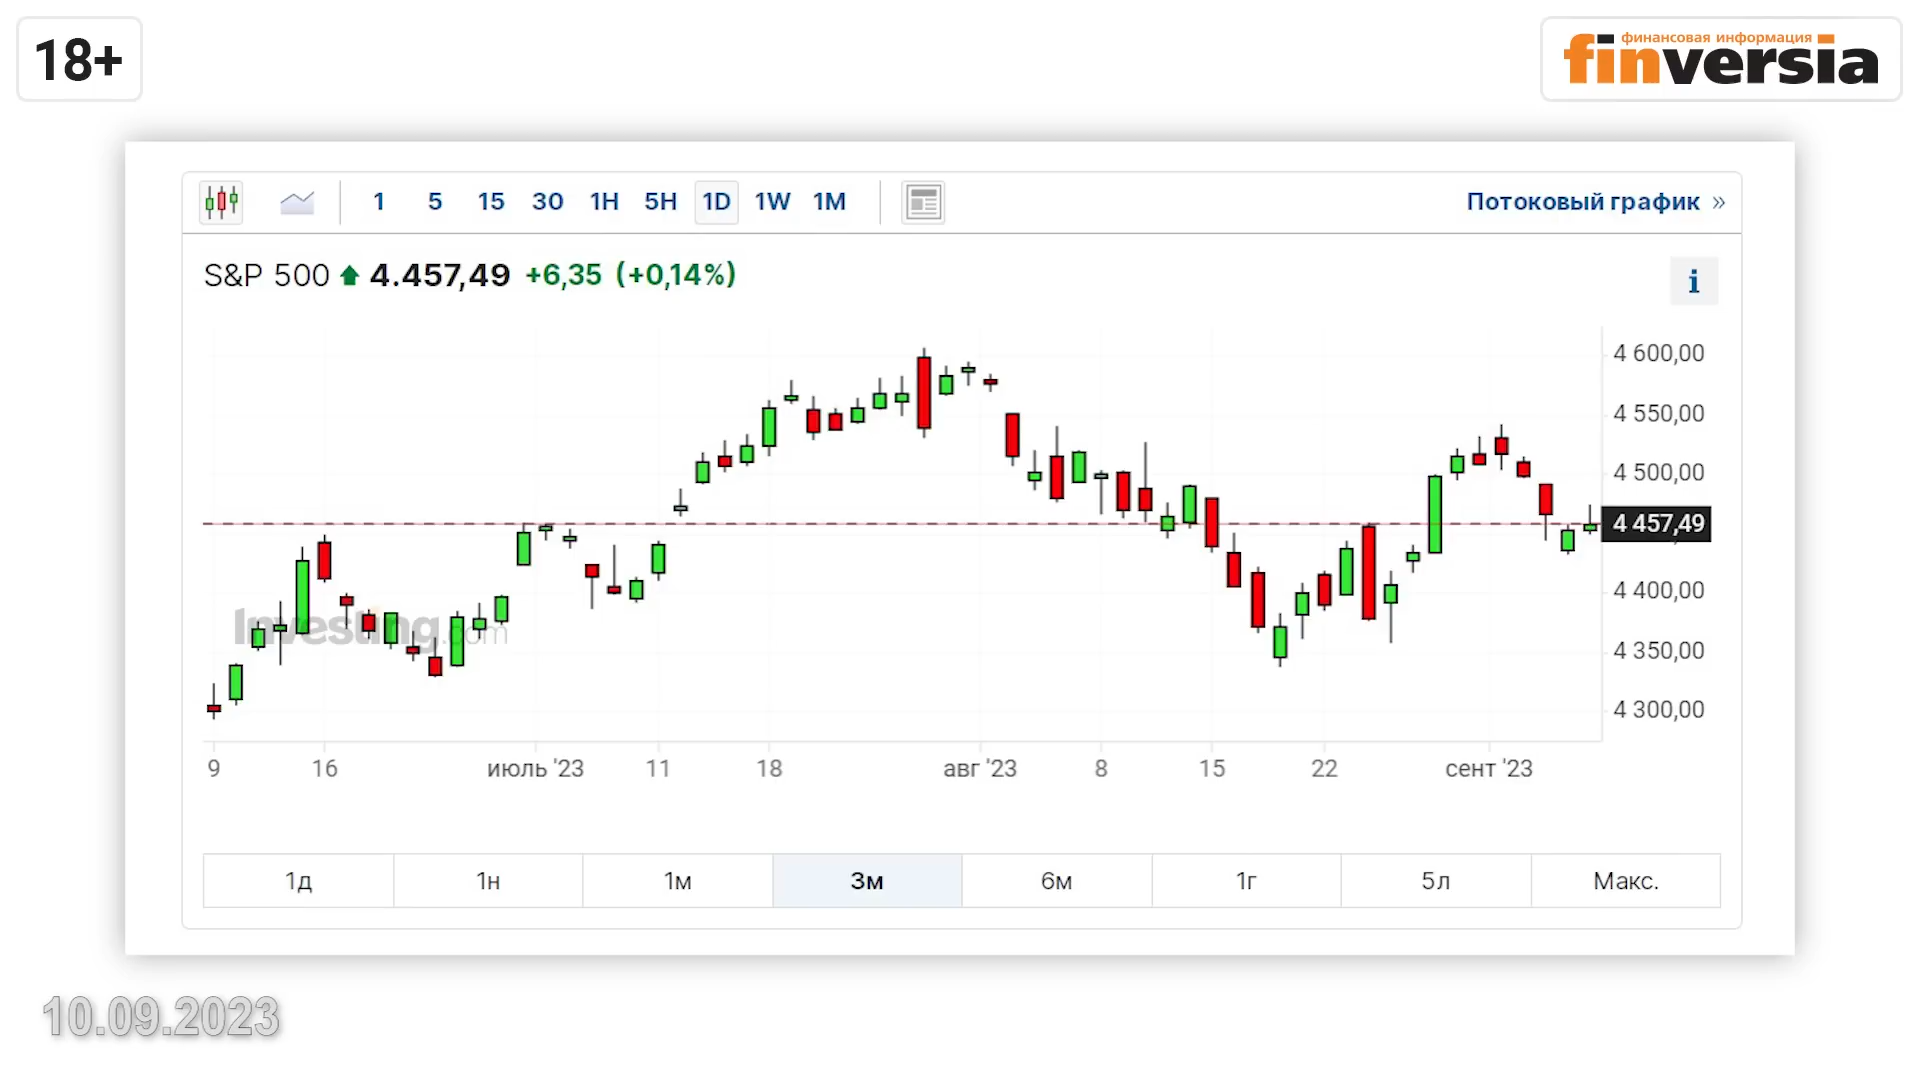 18+
финансовая информация
finversia
1 5 15 30 1H 5H 1D 1W 1M
Потоковый график »
S&P 500 4.457,49 +6,35 (+0,14%)
i
4 600,00
4 550,00
4 500,00
4 457,49
4 400,00
4 350,00
4 300,00
Investing.com
9 16 июль '23 11 18 авг '23 8 15 22 сент '23
1д 1н 1м 3м 6м 1г 5л Макс.
10.09.2023